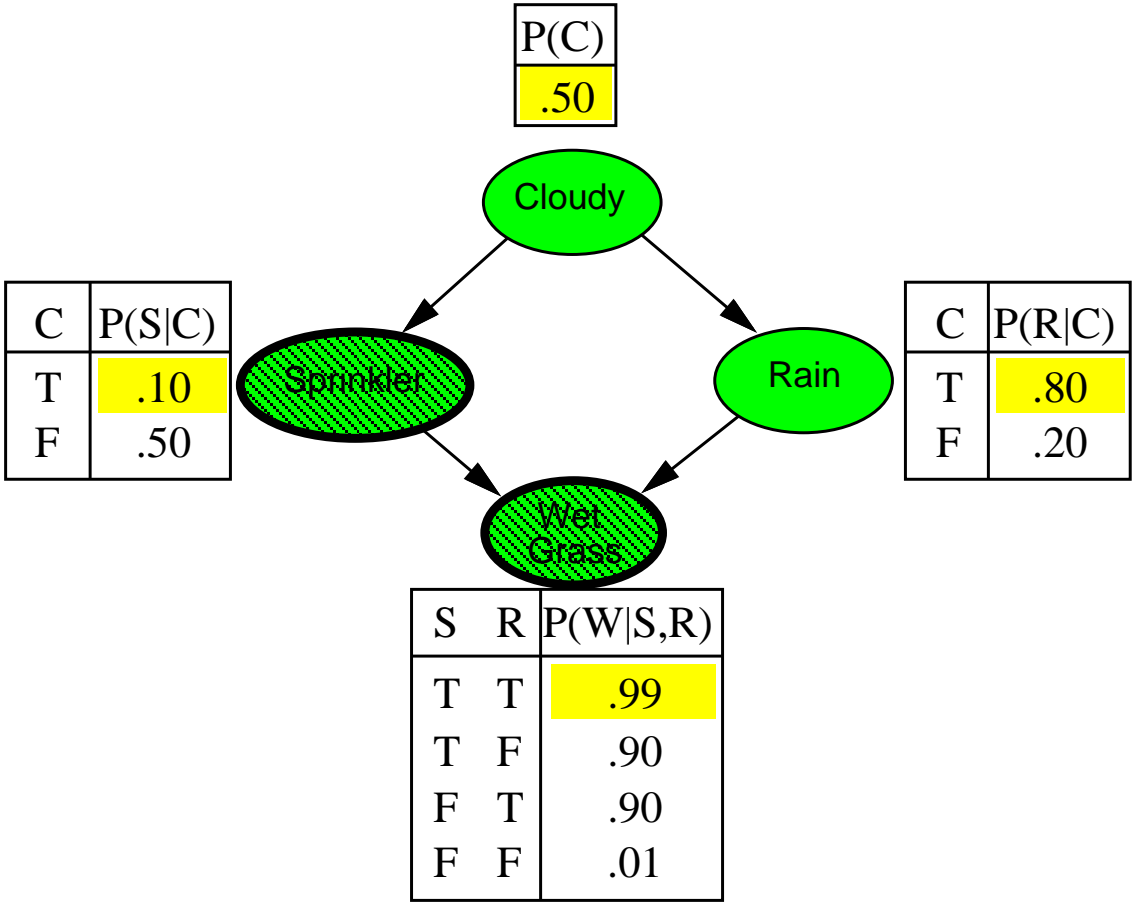 P(C)
.50
Cloudy
C P(S|C)
T .10
F .50
Sprinkler
Rain
C P(R|C)
T .80
F .20
Wet
Grass
S R P(W|S,R)
T T .99
T F .90
F T .90
F F .01